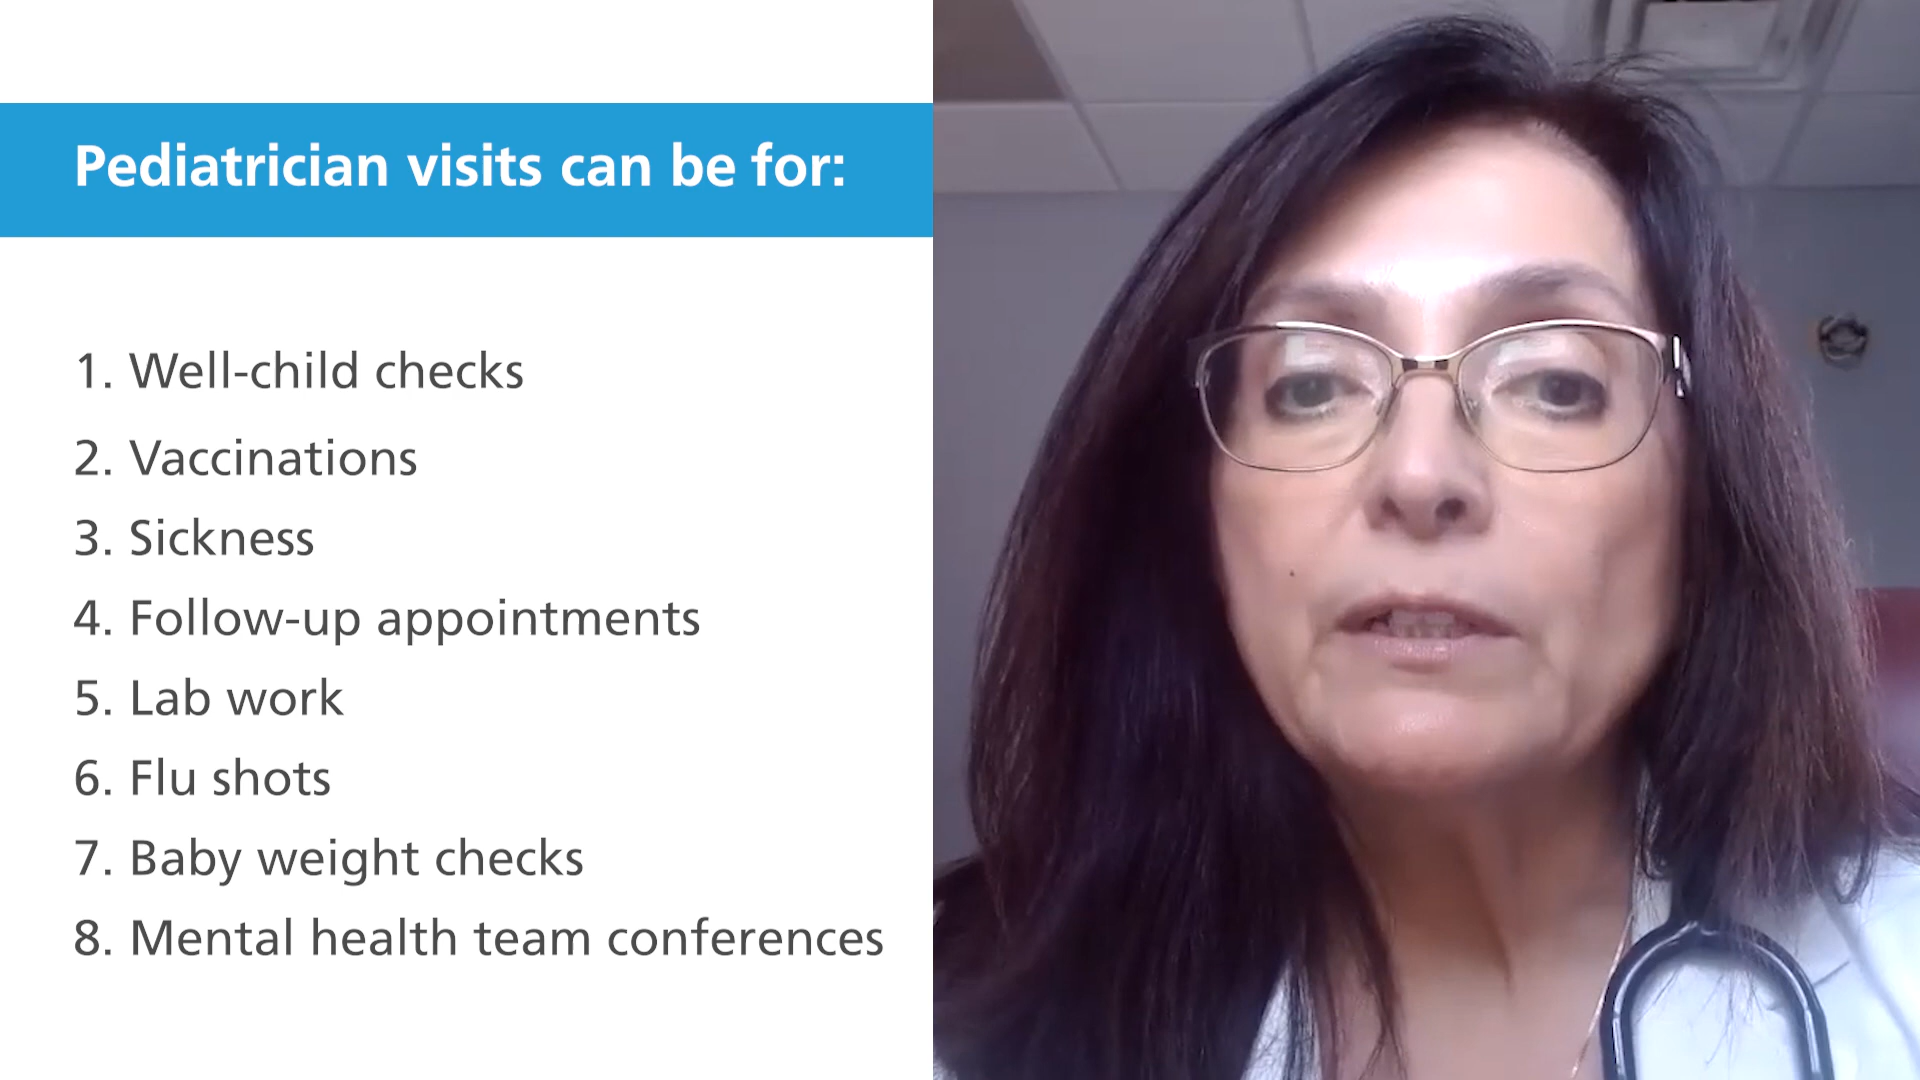 Pediatrician visits can be for:
1. Well-child checks
2. Vaccinations
3. Sickness
4. Follow-up appointments
5. Lab work
6. Flu shots
7. Baby weight checks
8. Mental health team conferences